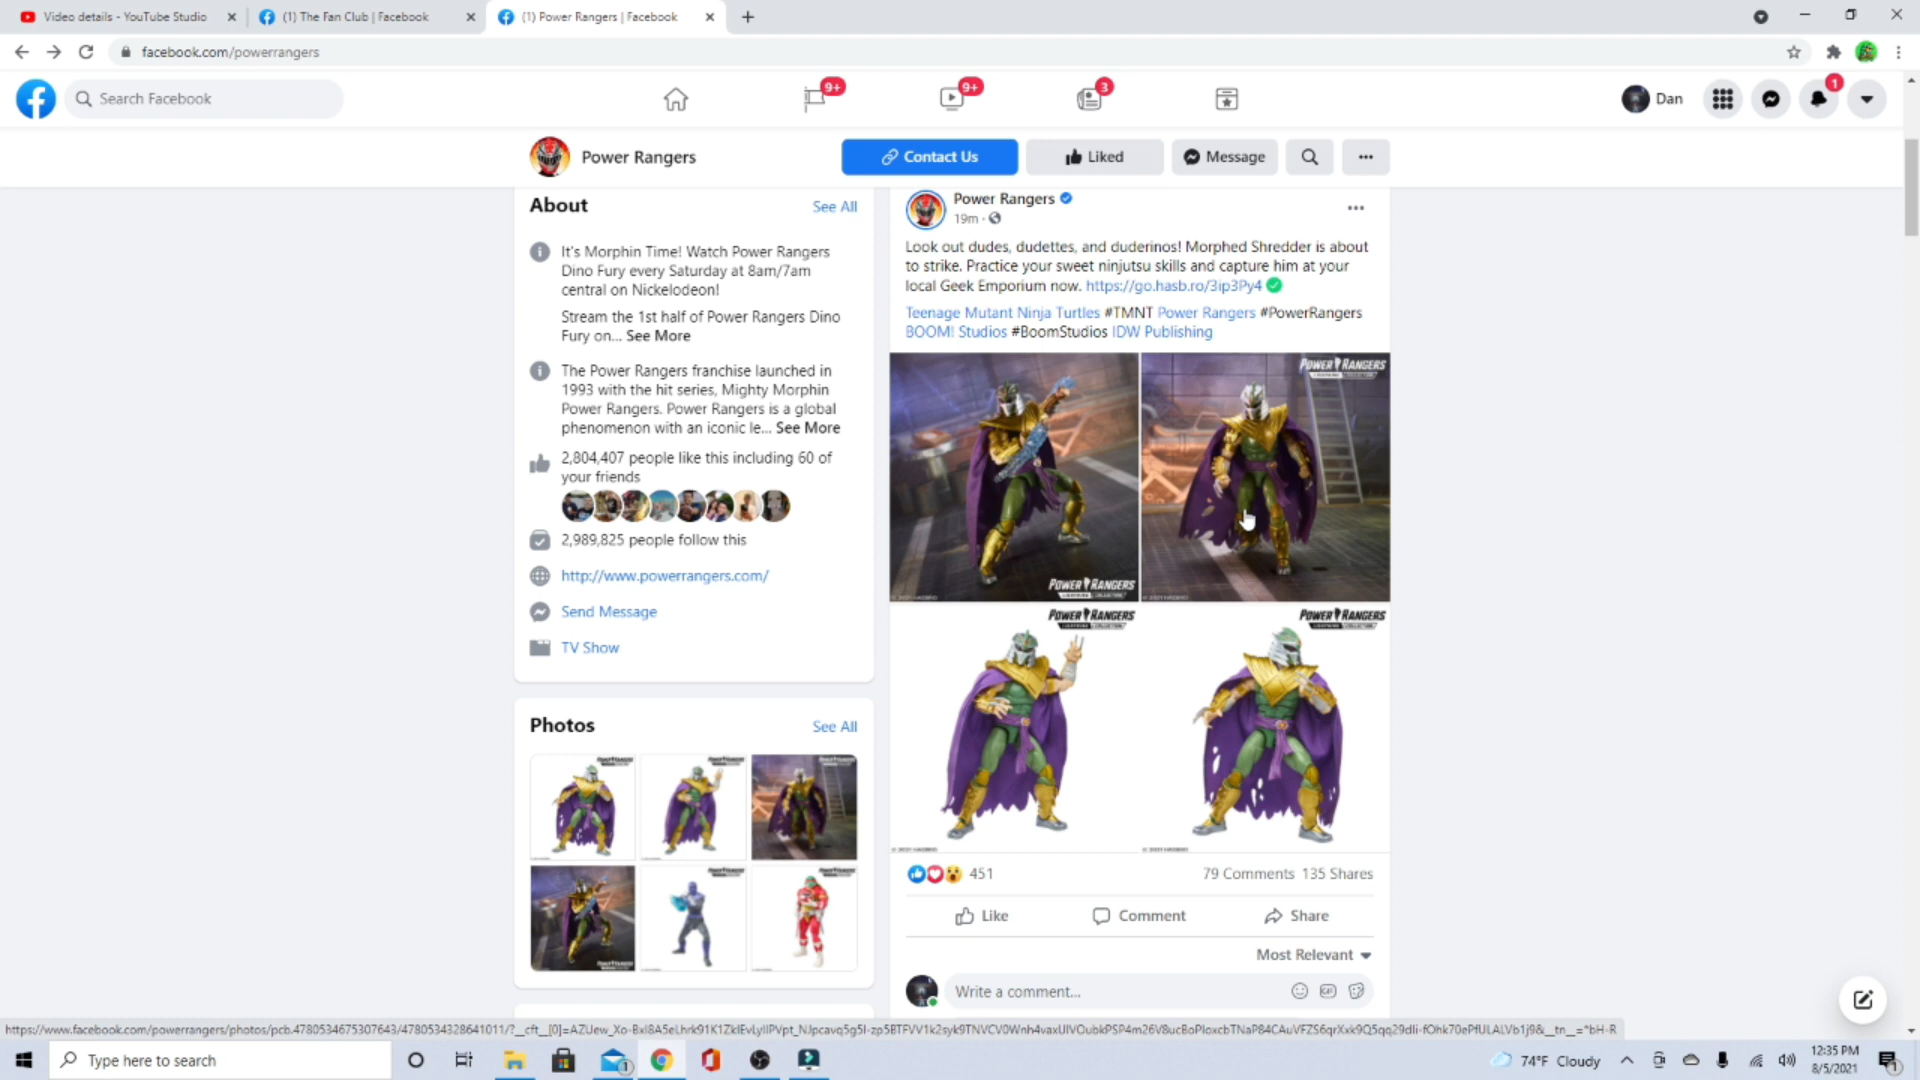 Video details - YouTube Studio
(1) The Fan Club | Facebook
(1) Power Rangers | Facebook
facebook.com/powerrangers
Search Facebook
9+
9+
3
Dan
1
Power Rangers
Contact Us
Liked
Message
About
See All
It's Morphin Time! Watch Power Rangers
Dino Fury every Saturday at 8am/7am
central on Nickelodeon!
Stream the 1st half of Power Rangers Dino
Fury on... See More
The Power Rangers franchise launched in
1993 with the hit series, Mighty Morphin
Power Rangers. Power Rangers is a global
phenomenon with an iconic le... See More
2,804,407 people like this including 60 of
your friends
2,989,825 people follow this
http://www.powerrangers.com/
Send Message
TV Show
Photos
See All
Power Rangers
19m
Look out dudes, dudettes, and duderinos! Morphed Shredder is about
to strike. Practice your sweet ninjutsu skills and capture him at your
local Geek Emporium now. https://go.hasb.ro/3ip3Py4
Teenage Mutant Ninja Turtles #TMNT Power Rangers #PowerRangers
BOOM! Studios #BoomStudios IDW Publishing
POWER RANGERS
POWER RANGERS
POWER RANGERS
POWER RANGERS
451
79 Comments 135 Shares
Like
Comment
Share
Most Relevant
Write a comment...
Type here to search
74°F Cloudy
12:35 PM
8/5/2021